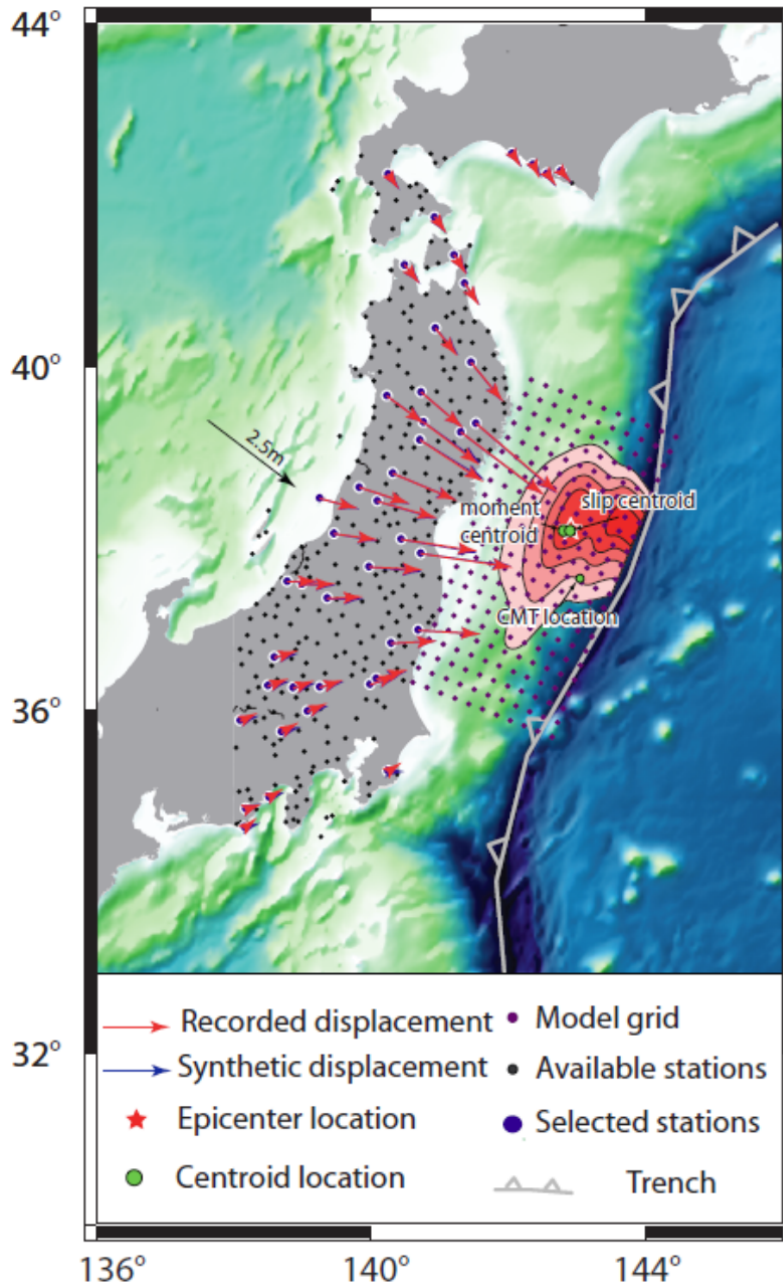 44°
40°
2.5m
slip centroid
moment
centroid
CMT location
36°
32°
Recorded displacement
Model grid
Synthetic displacement
Available stations
Epicenter location
Selected stations
Centroid location
Trench
136°
140°
144°